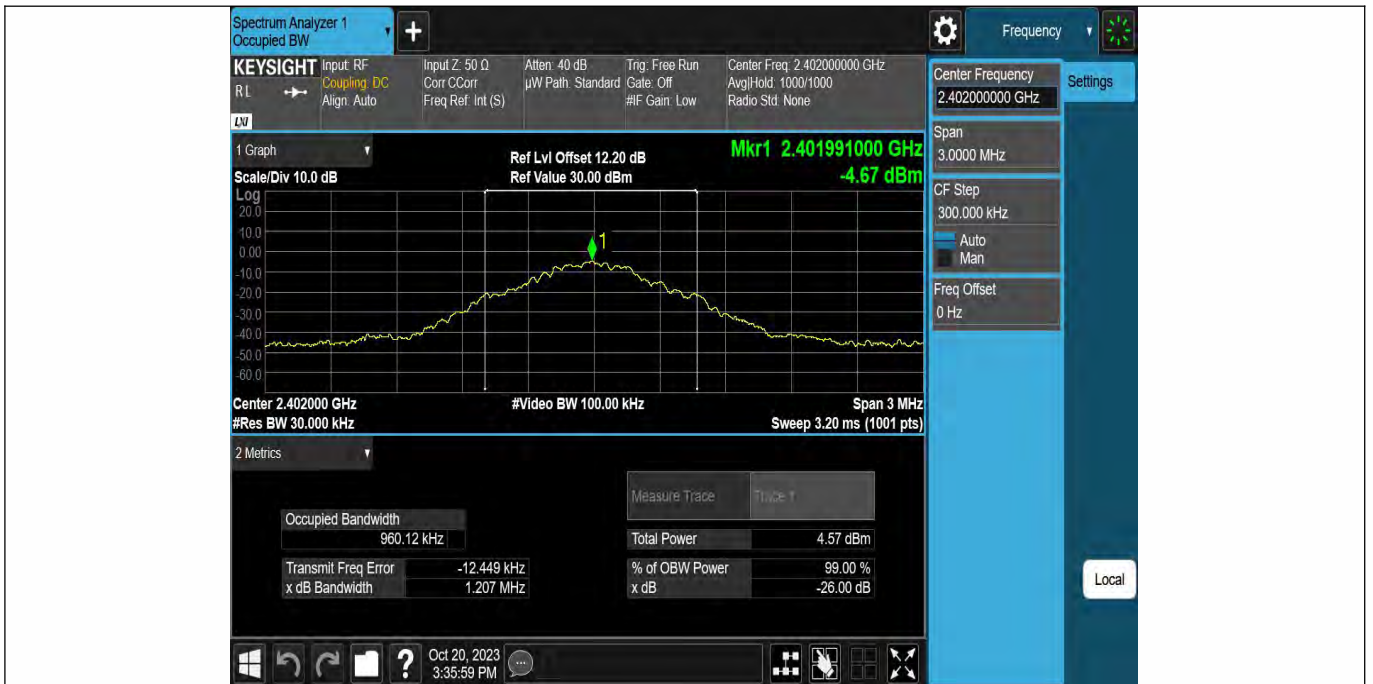 Spectrum Analyzer 1
Occupied BW
+
Frequency
KEYSIGHT
RL
LXI
Input: RF
Coupling: DC
Align: Auto
Input Z: 50 Ω
Corr CCorr
Freq Ref: Int (S)
Atten: 40 dB
µW Path: Standard
Trig: Free Run
Gate: Off
#IF Gain: Low
Center Freq: 2.402000000 GHz
Avg|Hold: 1000/1000
Radio Std: None
Center Frequency
2.402000000 GHz
Settings
Span
3.0000 MHz
CF Step
300.000 kHz
Auto
Man
Freq Offset
0 Hz
Local
1 Graph
Scale/Div 10.0 dB
Ref Lvl Offset 12.20 dB
Ref Value 30.00 dBm
Mkr1 2.401991000 GHz
-4.67 dBm
Log
20.0
10.0
0.00
-10.0
-20.0
-30.0
-40.0
-50.0
-60.0
1
Center 2.402000 GHz
#Res BW 30.000 kHz
#Video BW 100.00 kHz
Span 3 MHz
Sweep 3.20 ms (1001 pts)
2 Metrics
Measure Trace
Trace 1
Occupied Bandwidth
960.12 kHz
Total Power 4.57 dBm
Transmit Freq Error -12.449 kHz
% of OBW Power 99.00 %
x dB Bandwidth 1.207 MHz
x dB -26.00 dB
?
Oct 20, 2023
3:35:59 PM